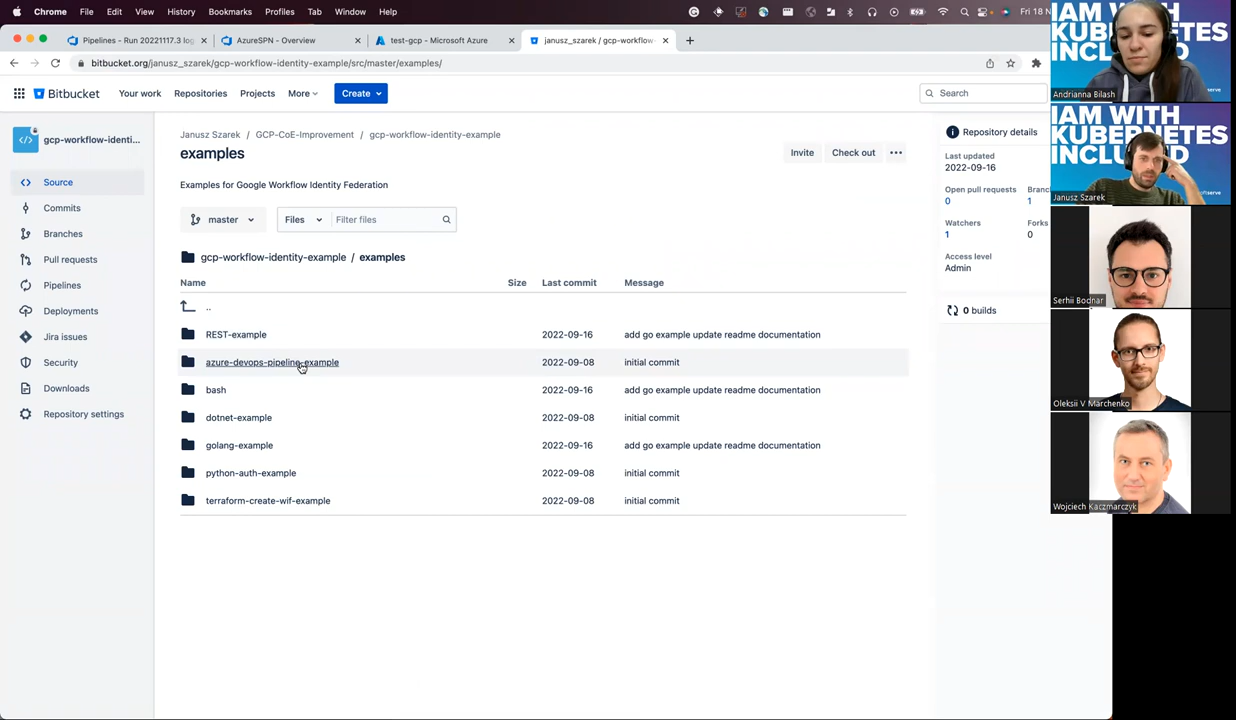 Chrome File Edit View History Bookmarks Profiles Tab Window Help Fri 18 N
Pipelines - Run 20221117.3 log
AzureSPN - Overview
test-gcp - Microsoft Azure
janusz_szarek / gcp-workflow-
bitbucket.org/janusz_szarek/gcp-workflow-identity-example/src/master/examples/
Bitbucket Your work Repositories Projects More Create Search
gcp-workflow-identi...
Source
Commits
Branches
Pull requests
Pipelines
Deployments
Jira issues
Security
Downloads
Repository settings
Janusz Szarek / GCP-CoE-Improvement / gcp-workflow-identity-example
examples
Invite Check out
Examples for Google Workflow Identity Federation
master Files Filter files
gcp-workflow-identity-example / examples
Name Size Last commit Message
..
REST-example 2022-09-16 add go example update readme documentation
azure-devops-pipeline-example 2022-09-08 initial commit
bash 2022-09-16 add go example update readme documentation
dotnet-example 2022-09-08 initial commit
golang-example 2022-09-16 add go example update readme documentation
python-auth-example 2022-09-08 initial commit
terraform-create-wif-example 2022-09-08 initial commit
Repository details
Last updated
2022-09-16
Open pull requests Branc
0 1
Watchers Forks
1 0
Access level
Admin
0 builds
IAM WITH
KUBERNETES
INCLUDED
Andrianna Bilash
IAM WITH
KUBERNETES
Janusz Szarek
Serhii Bodnar
Oleksii V Marchenko
Wojciech Kaczmarczyk